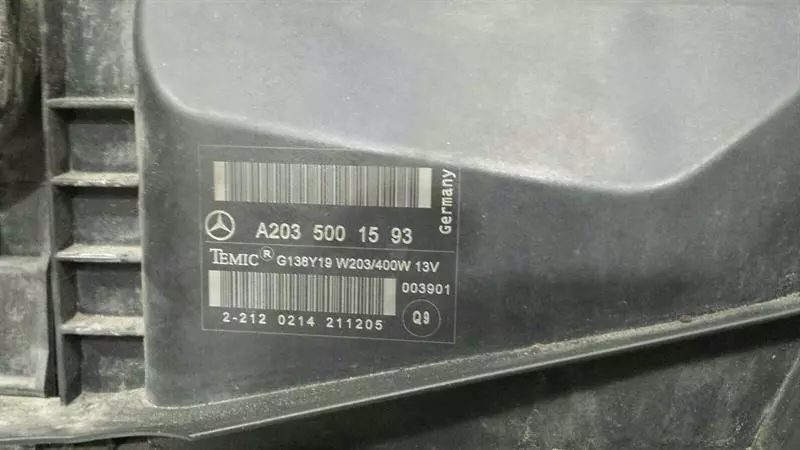 A203 500 15 93
Germany
TEMIC® G136Y19 W203/400W 13V
003901
2-212 0214 211205
Q9